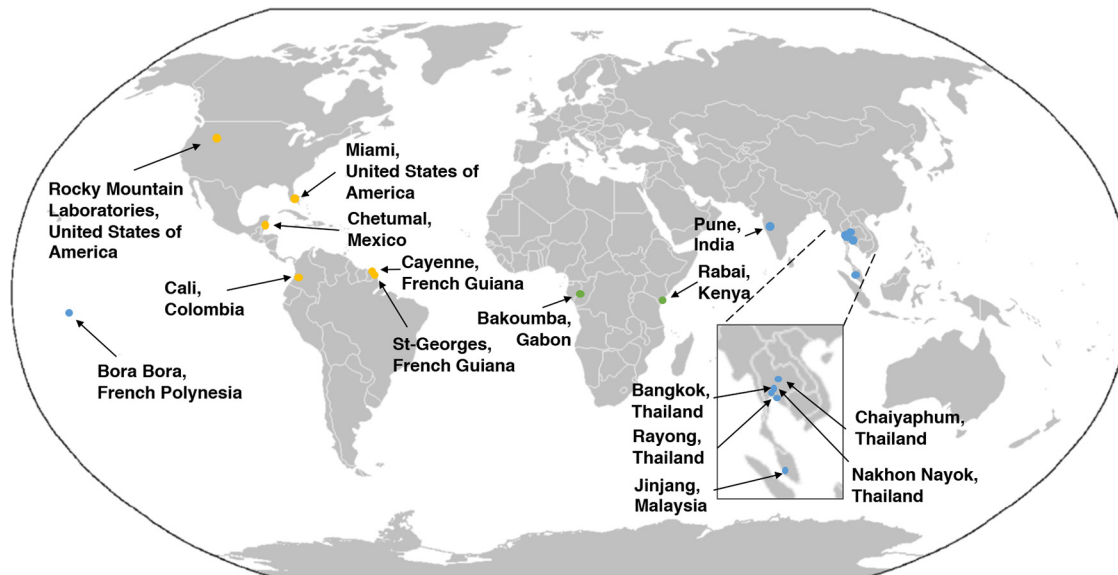 Rocky Mountain
Laboratories,
United States of
America
Miami,
United States of
America
Chetumal,
Mexico
Cayenne,
French Guiana
Cali,
Colombia
St-Georges,
French Guiana
Bora Bora,
French Polynesia
Pune,
India
Rabai,
Kenya
Bakoumba,
Gabon
Bangkok,
Thailand
Rayong,
Thailand
Jinjang,
Malaysia
Chaiyaphum,
Thailand
Nakhon Nayok,
Thailand